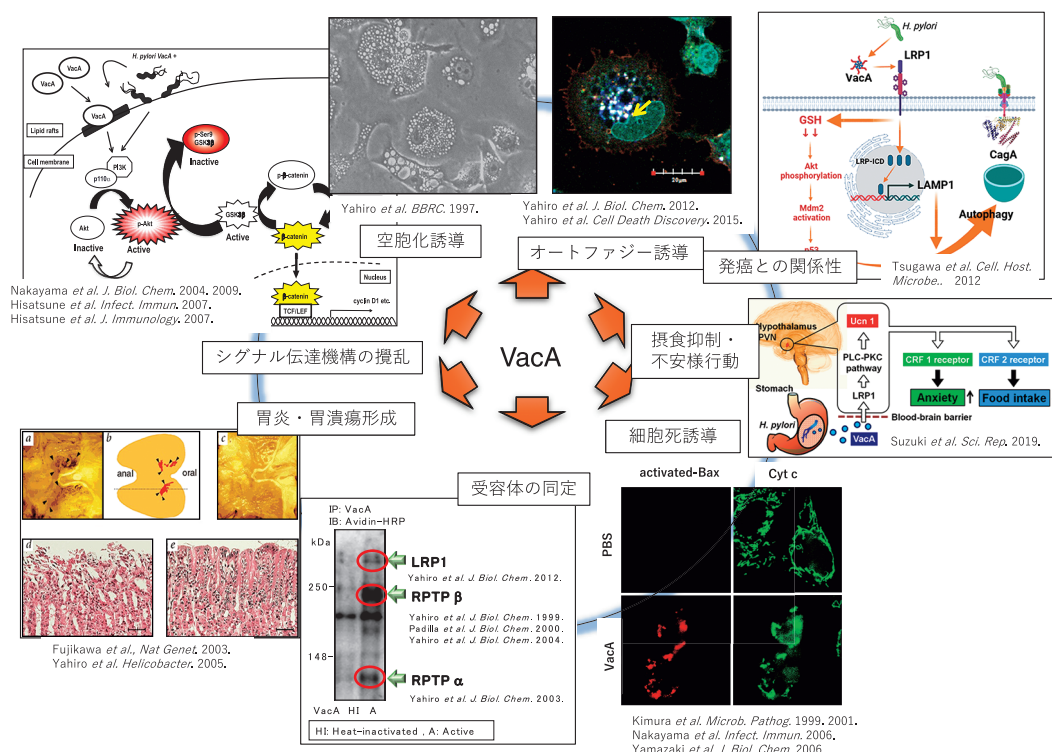 VacA
VacA
H. pylori VacA +
VacA
Lipid rafts
Cell membrane
PI3K
p110α
p-Ser9
GSK3β
Inactive
Akt
Inactive
p-Akt
Active
GSK3β
Active
p-β-catenin
β-catenin
Nucleus
β-catenin
TCF/LEF
cyclin D1 etc.
Nakayama et al. J. Biol. Chem. 2004. 2009.
Hisatsune et al. Infect. Immun. 2007.
Hisatsune et al. J. Immunology. 2007.
Yahiro et al. BBRC. 1997.
空胞化誘導
20μm
Yahiro et al. J. Biol. Chem. 2012.
Yahiro et al. Cell Death Discovery. 2015.
オートファジー誘導
H. pylori
VacA
LRP1
GSH
Akt
phosphorylation
Mdm2
activation
p53
LRP-ICD
LAMP1
CagA
Autophagy
発癌との関係性
Tsugawa et al. Cell. Host.
Microbe.. 2012
シグナル伝達機構の攪乱
VacA
摂食抑制・
不安様行動
Hypothalamus
PVN
Ucn 1
PLC-PKC
pathway
LRP1
Stomach
H. pylori
VacA
Blood-brain barrier
CRF 1 receptor
CRF 2 receptor
Anxiety
Food intake
Suzuki et al. Sci. Rep. 2019.
胃炎・胃潰瘍形成
a
b
c
anal
oral
d
e
Fujikawa et al., Nat Genet. 2003.
Yahiro et al. Helicobacter. 2005.
受容体の同定
IP: VacA
IB: Avidin-HRP
kDa
250
148
LRP1
Yahiro et al. J. Biol. Chem. 2012.
RPTP β
Yahiro et al. J. Biol. Chem. 1999.
Padilla et al. J. Biol. Chem. 2000.
Yahiro et al. J. Biol. Chem. 2004.
RPTP α
Yahiro et al. J. Biol. Chem. 2003.
VacA HI A
HI: Heat-inactivated , A: Active
細胞死誘導
activated-Bax
Cyt c
PBS
VacA
Kimura et al. Microb. Pathog. 1999. 2001.
Nakayama et al. Infect. Immun. 2006.
Yamazaki et al. J. Biol. Chem. 2006